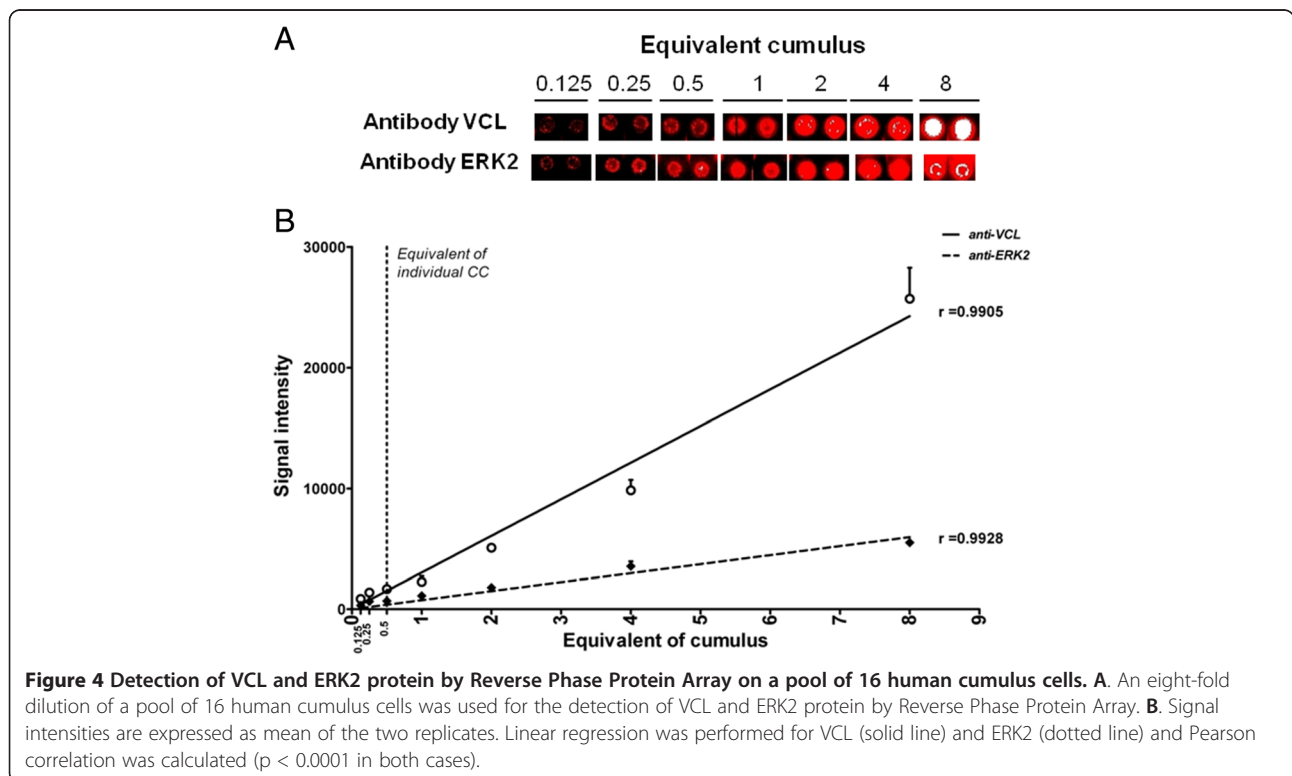 A
Equivalent cumulus
0.125 0.25 0.5 1 2 4 8
Antibody VCL
Antibody ERK2
B
30000
20000
10000
0
Signal intensity
Equivalent of
individual CC
anti-VCL
anti-ERK2
r =0.9905
r =0.9928
0 0.125 0.25 0.5 1 2 3 4 5 6 7 8 9
Equivalent of cumulus
Figure 4 Detection of VCL and ERK2 protein by Reverse Phase Protein Array on a pool of 16 human cumulus cells. A. An eight-fold
dilution of a pool of 16 human cumulus cells was used for the detection of VCL and ERK2 protein by Reverse Phase Protein Array. B. Signal
intensities are expressed as mean of the two replicates. Linear regression was performed for VCL (solid line) and ERK2 (dotted line) and Pearson
correlation was calculated (p < 0.0001 in both cases).